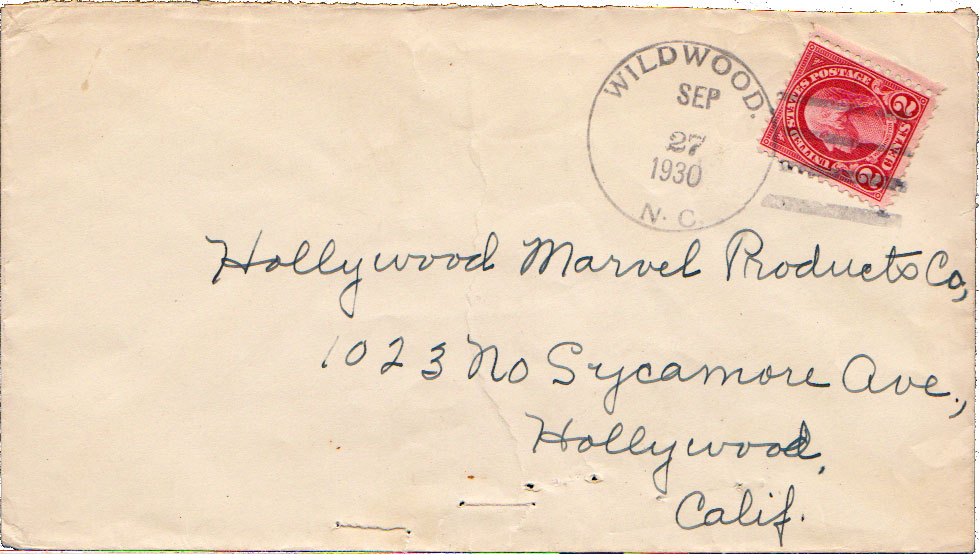 WILDWOOD.
SEP
27
1930
N. C.
UNITED STATES POSTAGE
2 CENTS 2
Hollywood Marvel Products Co,
1023 No Sycamore Ave.,
Hollywood,
Calif.